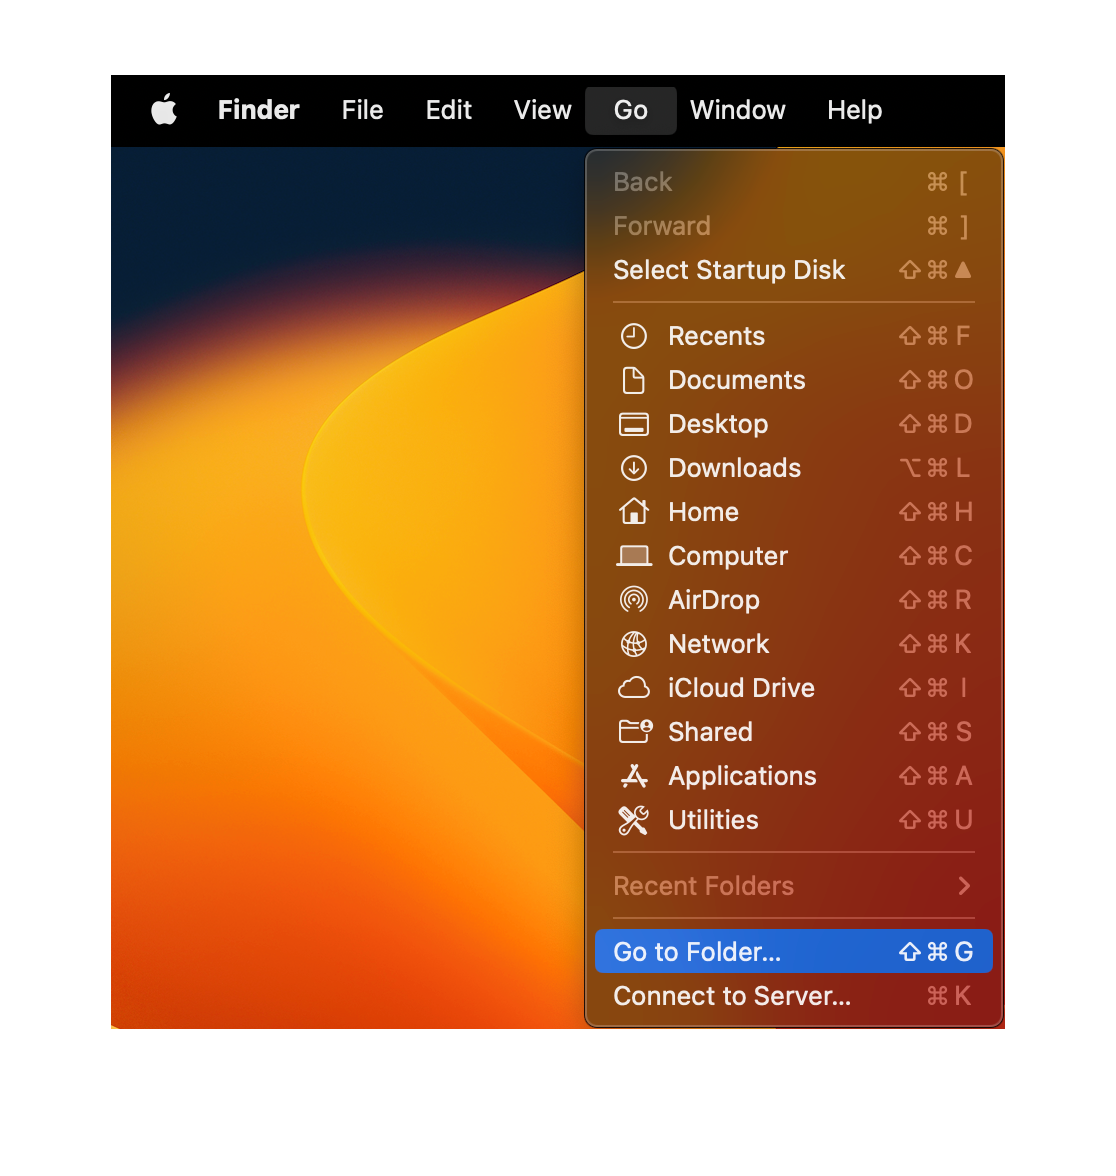 Finder File Edit View Go Window Help
Back ⌘ [
Forward ⌘ ]
Select Startup Disk ⇧⌘▲
Recents ⇧⌘F
Documents ⇧⌘O
Desktop ⇧⌘D
Downloads ⌥⌘L
Home ⇧⌘H
Computer ⇧⌘C
AirDrop ⇧⌘R
Network ⇧⌘K
iCloud Drive ⇧⌘I
Shared ⇧⌘S
Applications ⇧⌘A
Utilities ⇧⌘U
Recent Folders >
Go to Folder... ⇧⌘G
Connect to Server... ⌘K